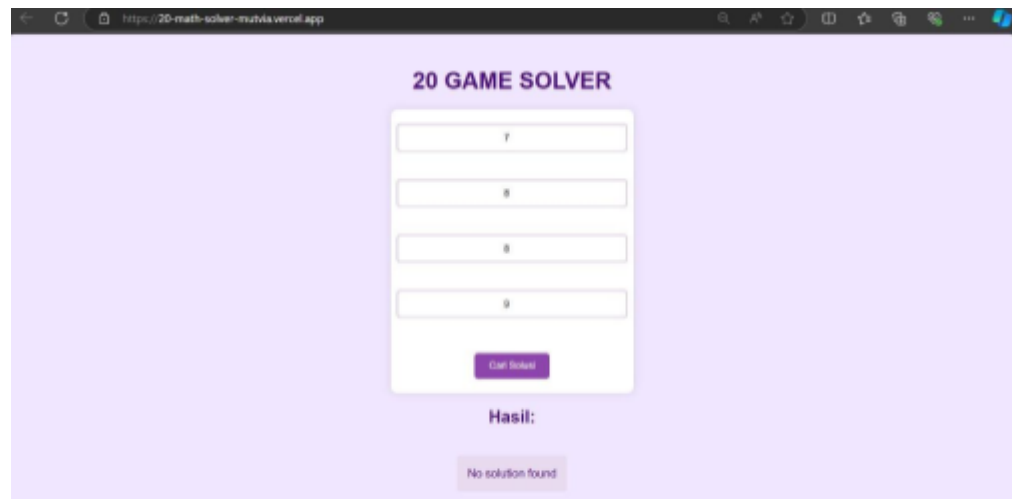 https://20-math-solver-mutvia.vercel.app
20 GAME SOLVER
7
8
8
9
Cari Solusi
Hasil:
No solution found